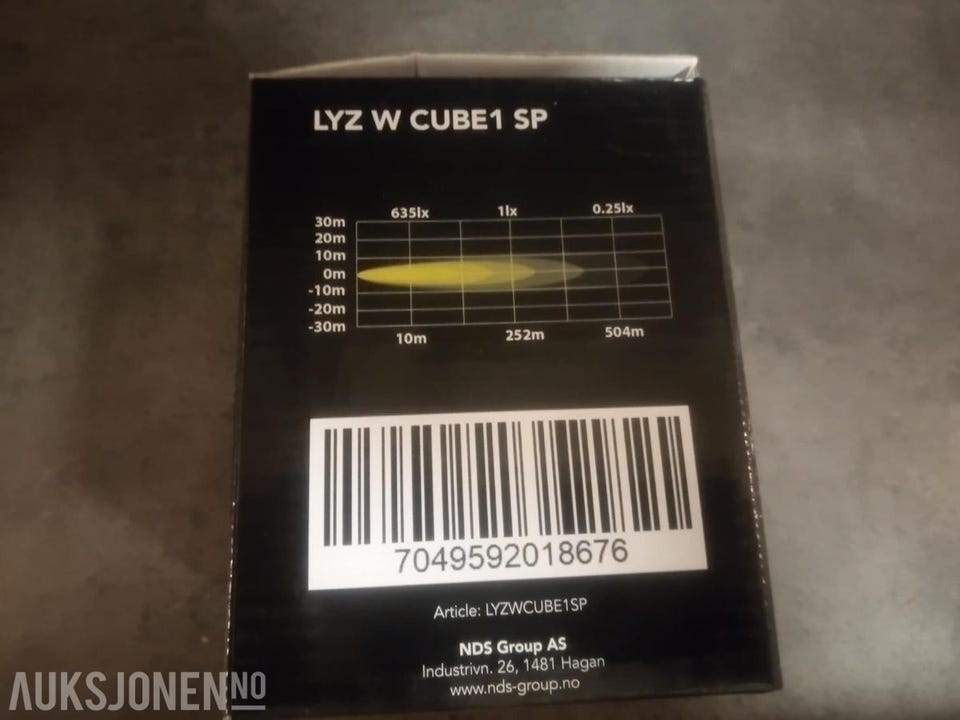 LYZ W CUBE1 SP
635lx 1lx 0.25lx
30m
20m
10m
0m
-10m
-20m
-30m
10m 252m 504m
7049592018676
Article: LYZWCUBE1SP
NDS Group AS
Industrivn. 26, 1481 Hagan
www.nds-group.no
AUKSJONEN.NO